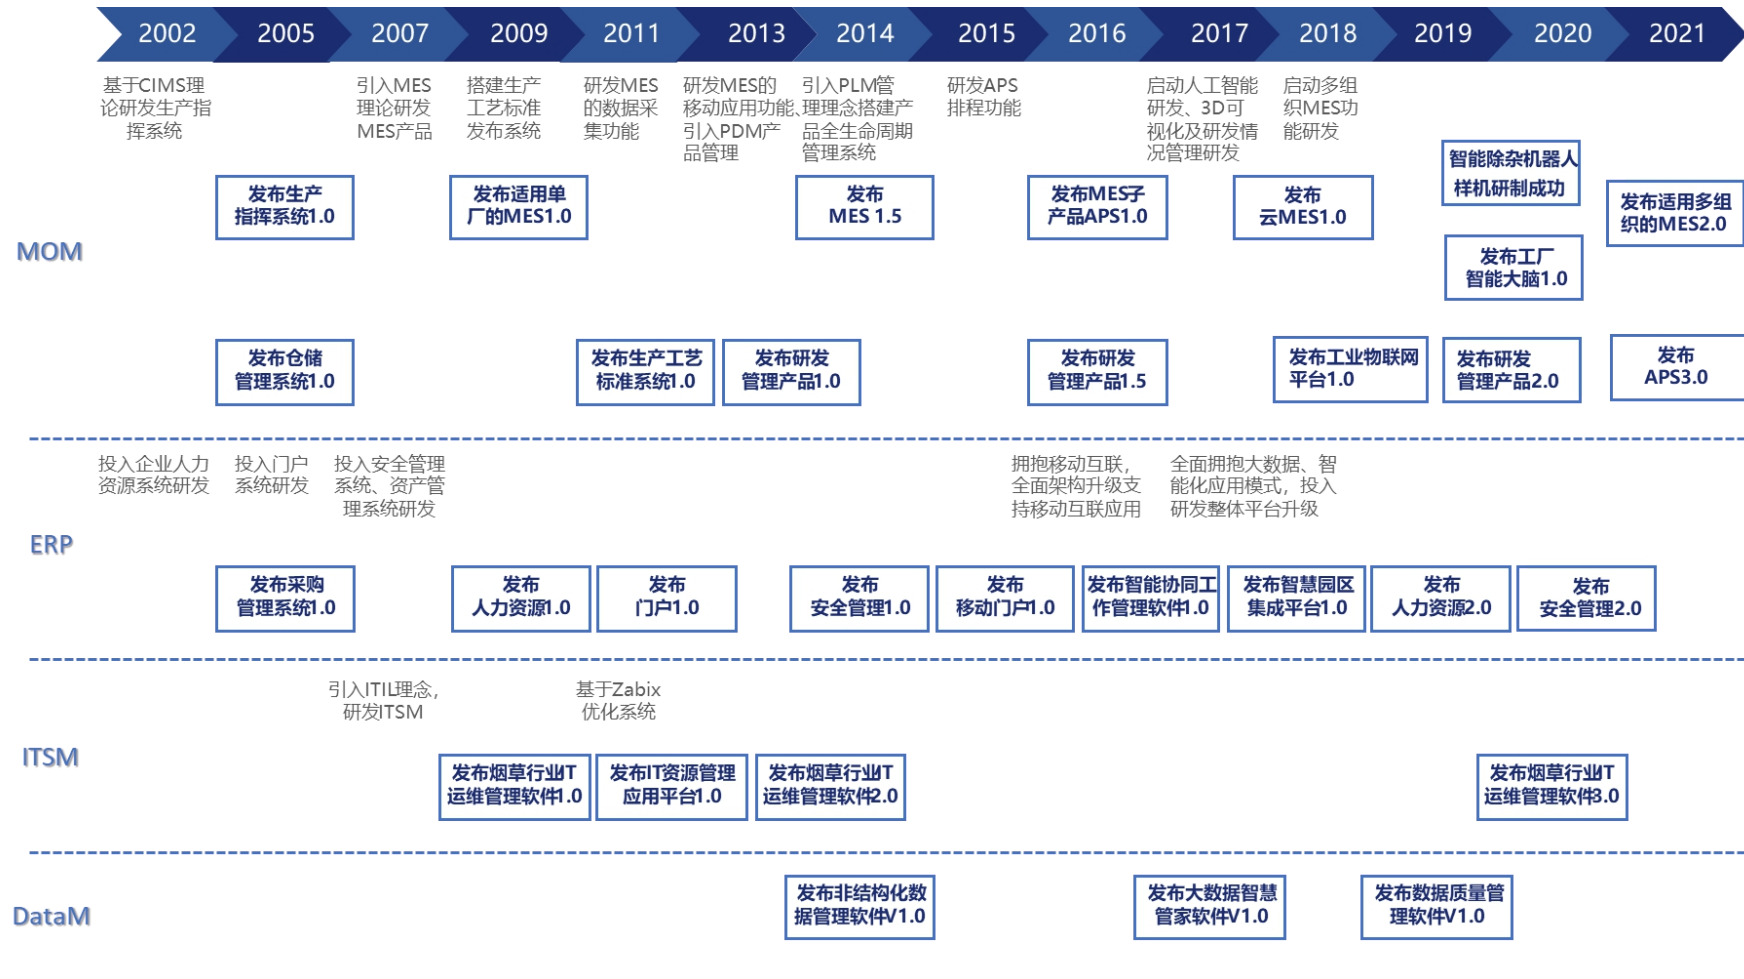 2002 2005 2007 2009 2011 2013 2014 2015 2016 2017 2018 2019 2020 2021
基于CIMS理
论研发生产指
挥系统
引入MES
理论研发
MES产品
搭建生产
工艺标准
发布系统
研发MES
的数据采
集功能
研发MES的
移动应用功能、
引入PDM产
品管理
引入PLM管
理理念搭建产
品全生命周期
管理系统
研发APS
排程功能
启动人工智能
研发、3D可
视化及研发情
况管理研发
启动多组
织MES功
能研发
MOM
发布生产
指挥系统1.0
发布适用单
厂的MES1.0
发布
MES 1.5
发布MES子
产品APS1.0
发布
云MES1.0
智能除杂机器人
样机研制成功
发布工厂
智能大脑1.0
发布适用多组
织的MES2.0
发布仓储
管理系统1.0
发布生产工艺
标准系统1.0
发布研发
管理产品1.0
发布研发
管理产品1.5
发布工业物联网
平台1.0
发布研发
管理产品2.0
发布
APS3.0
投入企业人力
资源系统研发
投入门户
系统研发
投入安全管理
系统、资产管
理系统研发
拥抱移动互联，
全面架构升级支
持移动互联应用
全面拥抱大数据、智
能化应用模式，投入
研发整体平台升级
ERP
发布采购
管理系统1.0
发布
人力资源1.0
发布
门户1.0
发布
安全管理1.0
发布
移动门户1.0
发布智能协同工
作管理软件1.0
发布智慧园区
集成平台1.0
发布
人力资源2.0
发布
安全管理2.0
引入ITIL理念，
研发ITSM
基于Zabix
优化系统
ITSM
发布烟草行业IT
运维管理软件1.0
发布IT资源管理
应用平台1.0
发布烟草行业IT
运维管理软件2.0
发布烟草行业IT
运维管理软件3.0
DataM
发布非结构化数
据管理软件V1.0
发布大数据智慧
管家软件V1.0
发布数据质量管
理软件V1.0